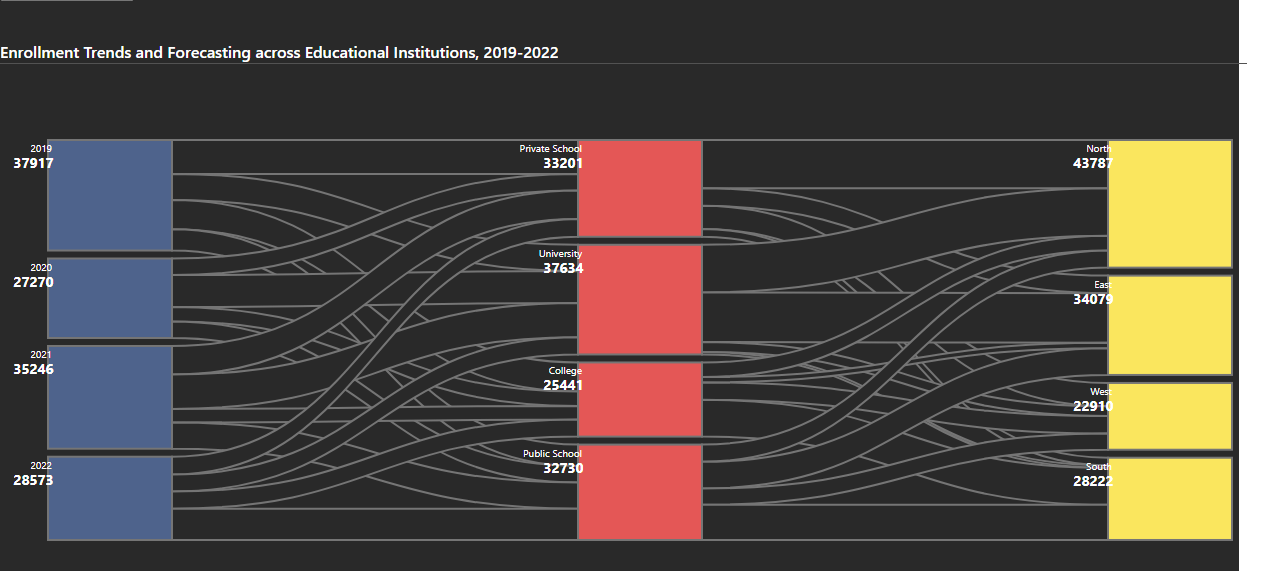 Enrollment Trends and Forecasting across Educational Institutions, 2019-2022
2019
37917
2020
27270
2021
35246
2022
28573
Private School
33201
University
37634
College
25441
Public School
32730
North
43787
East
34079
West
22910
South
28222